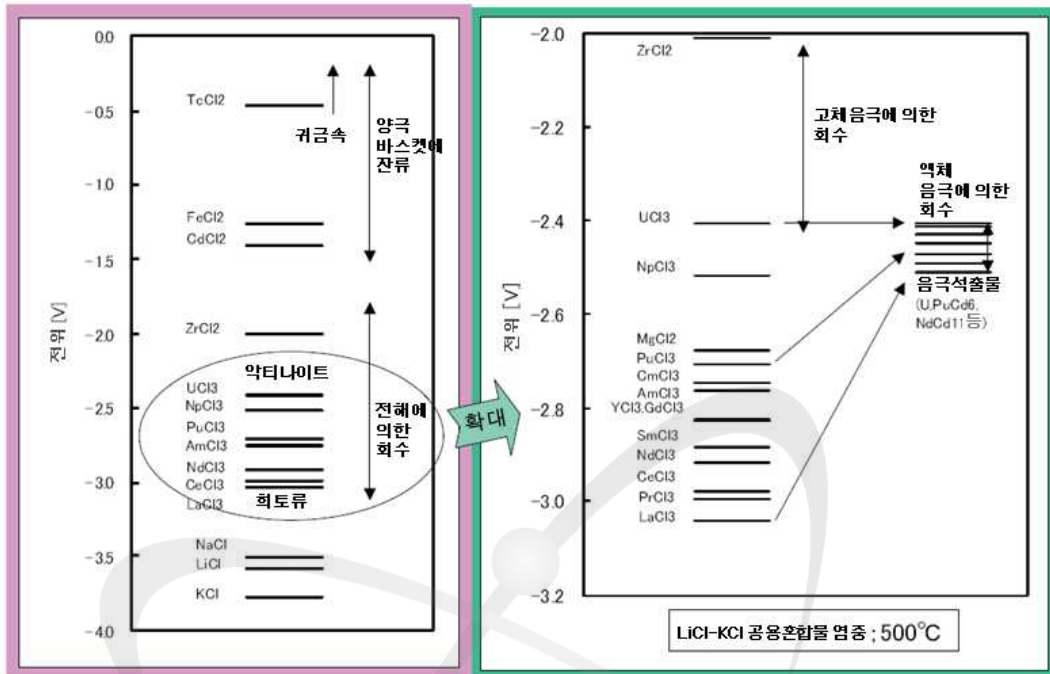 0.0
-0.5
-1.0
-1.5
-2.0
-2.5
-3.0
-3.5
-4.0
전위 [V]
TcCl2
FeCl2
CdCl2
ZrCl2
UCl3
NpCl3
PuCl3
AmCl3
NdCl3
CeCl3
LaCl3
NaCl
LiCl
KCl
귀금속
양극
바스켓에
잔류
악티나이트
전해에
의한
회수
희토류
확대
-2.0
-2.2
-2.4
-2.6
-2.8
-3.0
-3.2
전위 [V]
ZrCl2
UCl3
NpCl3
MgCl2
PuCl3
CmCl3
AmCl3
YCl3,GdCl3
SmCl3
NdCl3
CeCl3
PrCl3
LaCl3
고체 음극에 의한
회수
액체
음극에 의한
회수
음극석출물
(U,PuCd6,
NdCd11등)
LiCl-KCl 공용혼합물 염중 ; 500℃